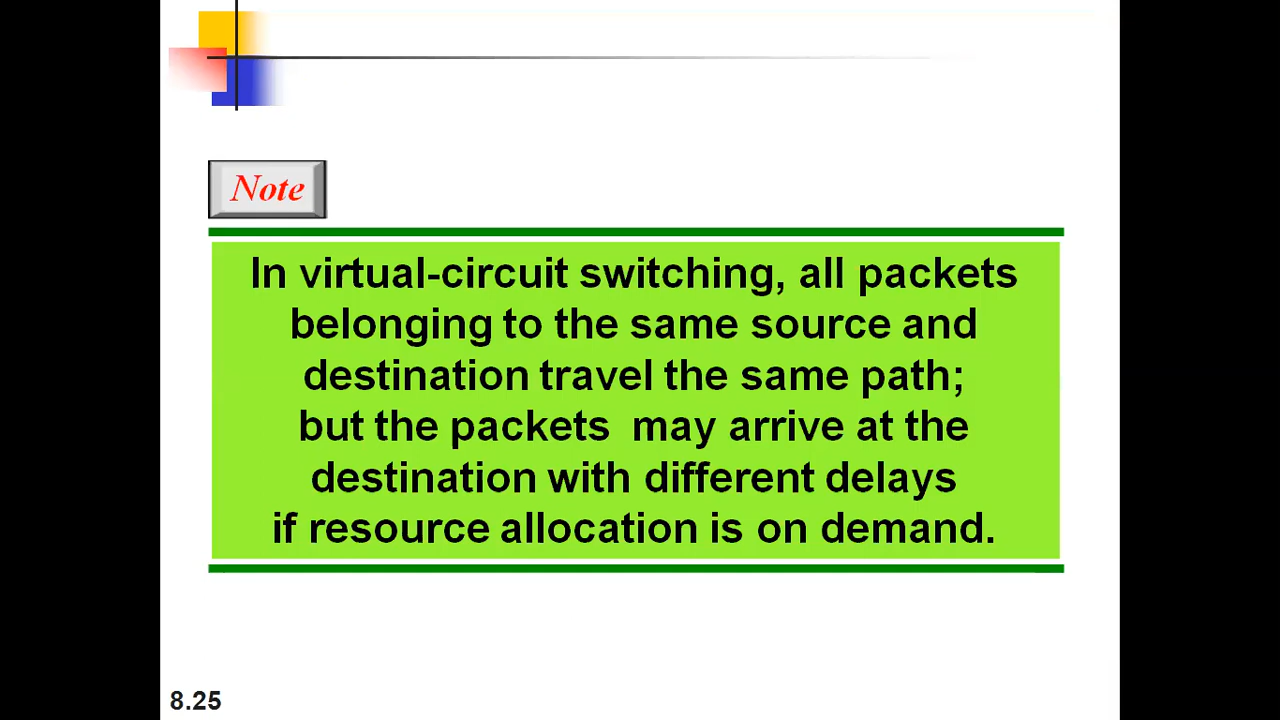 Note
In virtual-circuit switching, all packets
belonging to the same source and
destination travel the same path;
but the packets  may arrive at the
destination with different delays
if resource allocation is on demand.
8.25